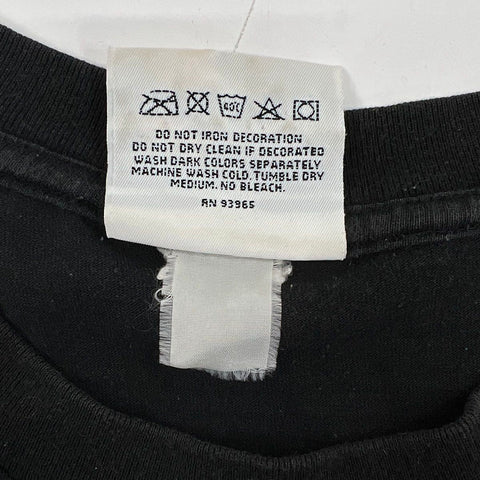 40°C
DO NOT IRON DECORATION
DO NOT DRY CLEAN IF DECORATED
WASH DARK COLORS SEPARATELY
MACHINE WASH COLD. TUMBLE DRY
MEDIUM. NO BLEACH.
RN 93965